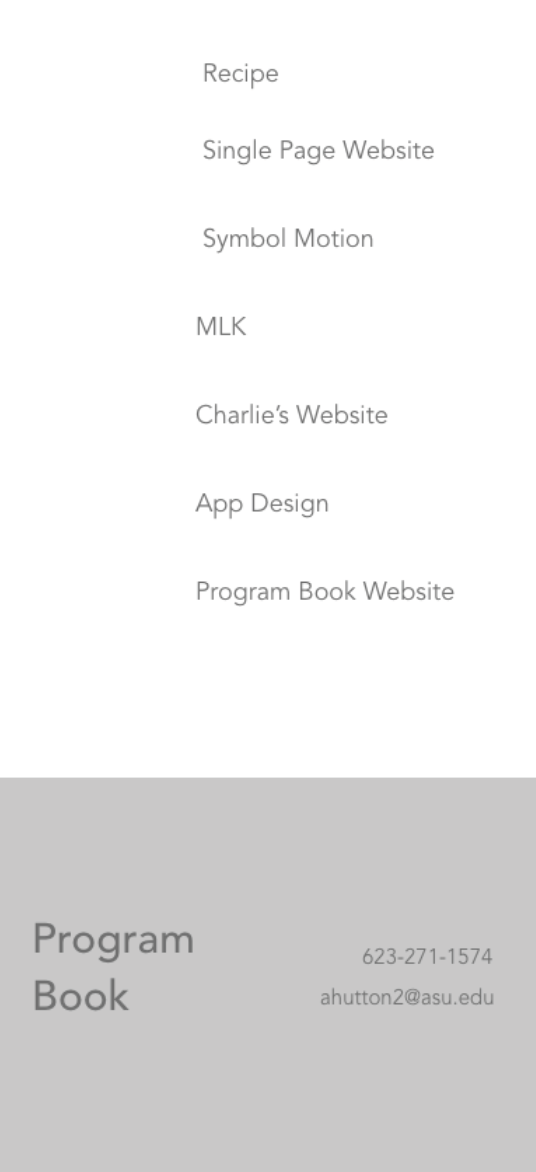 Recipe
Single Page Website
Symbol Motion
MLK
Charlie’s Website
App Design
Program Book Website
Program
Book
623-271-1574
ahutton2@asu.edu